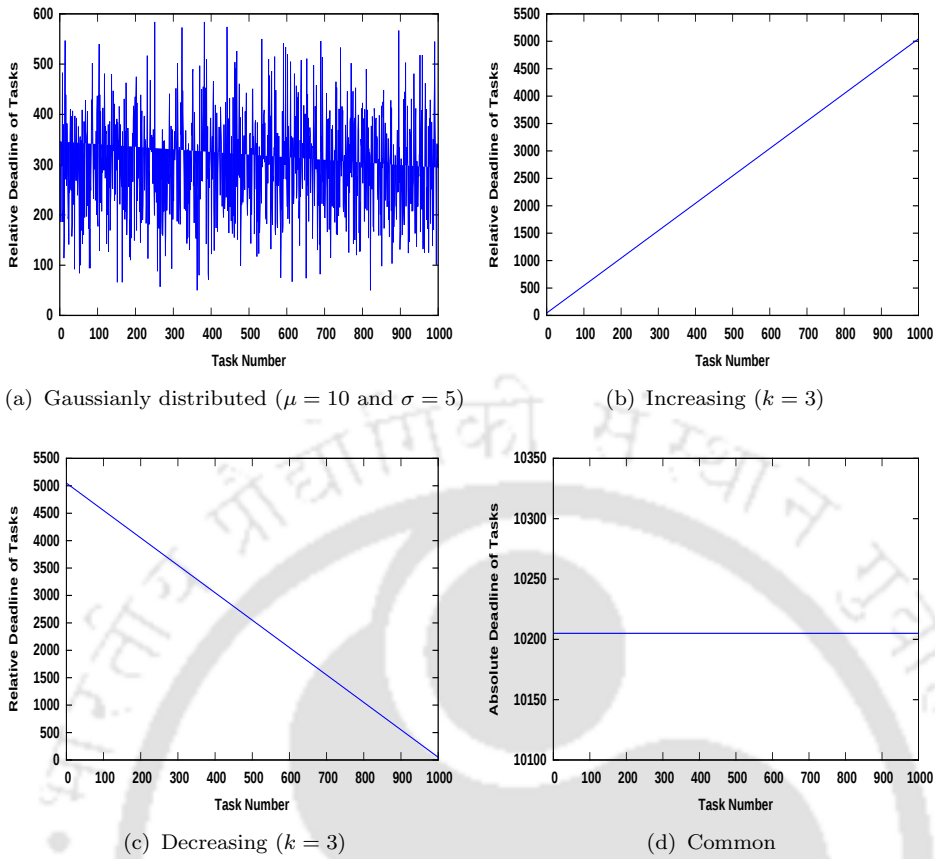 600
500
400
300
200
100
0
0 100 200 300 400 500 600 700 800 900 1000
Relative Deadline of Tasks
Task Number
(a) Gaussianly distributed (μ = 10 and σ = 5)
5500
5000
4500
4000
3500
3000
2500
2000
1500
1000
500
0
0 100 200 300 400 500 600 700 800 900 1000
Relative Deadline of Tasks
Task Number
(b) Increasing (k = 3)
5500
5000
4500
4000
3500
3000
2500
2000
1500
1000
500
0
0 100 200 300 400 500 600 700 800 900 1000
Relative Deadline of Tasks
Task Number
(c) Decreasing (k = 3)
10350
10300
10250
10200
10150
10100
0 100 200 300 400 500 600 700 800 900 1000
Absolute Deadline of Tasks
Task Number
(d) Common
भारतीय प्रौद्योगिकी संस्थान